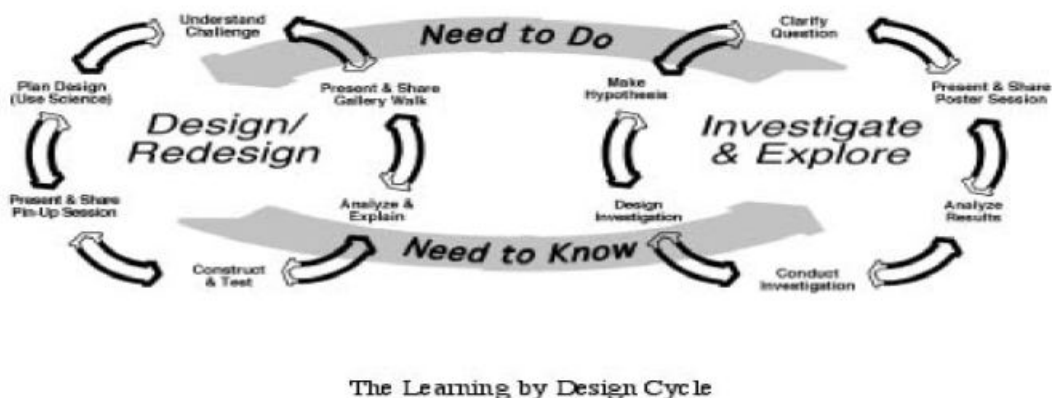 Need to Do
Understand
Challenge
Plan Design
(Use Science)
Present & Share
Gallery Walk
Design/
Redesign
Present & Share
Pin-Up Session
Analyze &
Explain
Construct
& Test
Need to Know
Clarify
Question
Make
Hypothesis
Present & Share
Poster Session
Investigate
& Explore
Design
Investigation
Analyze
Results
Conduct
Investigation
The Learning by Design Cycle